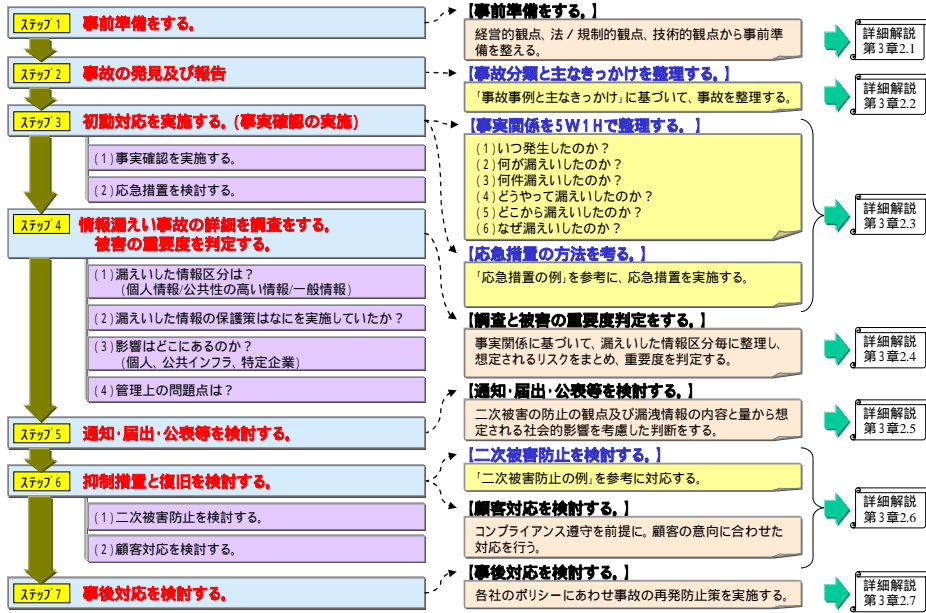 ステップ1 事前準備をする。
ステップ2 事故の発見及び報告
ステップ3 初動対応を実施する。(事実確認の実施)
(1)事実確認を実施する。
(2)応急措置を検討する。
ステップ4 情報漏えい事故の詳細を調査をする。
被害の重要度を判定する。
(1)漏えいした情報区分は?
(個人情報/公共性の高い情報/一般情報)
(2)漏えいした情報の保護策はなにを実施していたか?
(3)影響はどこにあるのか?
(個人、公共インフラ、特定企業)
(4)管理上の問題点は?
ステップ5 通知・届出・公表等を検討する。
ステップ6 抑制措置と復旧を検討する。
(1)二次被害防止を検討する。
(2)顧客対応を検討する。
ステップ7 事後対応を検討する。
【事前準備をする。】
経営的観点、法/規制的観点、技術的観点から事前準
備を整える。
【事故分類と主なきっかけを整理する。】
「事故事例と主なきっかけ」に基づいて、事故を整理する。
【事実関係を5W1Hで整理する。】
(1)いつ発生したのか?
(2)何が漏えいしたのか?
(3)何件漏えいしたのか?
(4)どうやって漏えいしたのか?
(5)どこから漏えいしたのか?
(6)なぜ漏えいしたのか?
【応急措置の方法を考る。】
「応急措置の例」を参考に、応急措置を実施する。
【調査と被害の重要度判定をする。】
事実関係に基づいて、漏えいした情報区分毎に整理し、
想定されるリスクをまとめ、重要度を判定する。
【通知・届出・公表等を検討する。】
二次被害の防止の観点及び漏洩情報の内容と量から想
定される社会的影響を考慮した判断をする。
【二次被害防止を検討する。】
「二次被害防止の例」を参考に対応する。
【顧客対応を検討する。】
コンプライアンス遵守を前提に。顧客の意向に合わせた
対応を行う。
【事後対応を検討する。】
各社のポリシーにあわせ事故の再発防止策を実施する。
詳細解説
第3章2.1
詳細解説
第3章2.2
詳細解説
第3章2.3
詳細解説
第3章2.4
詳細解説
第3章2.5
詳細解説
第3章2.6
詳細解説
第3章2.7